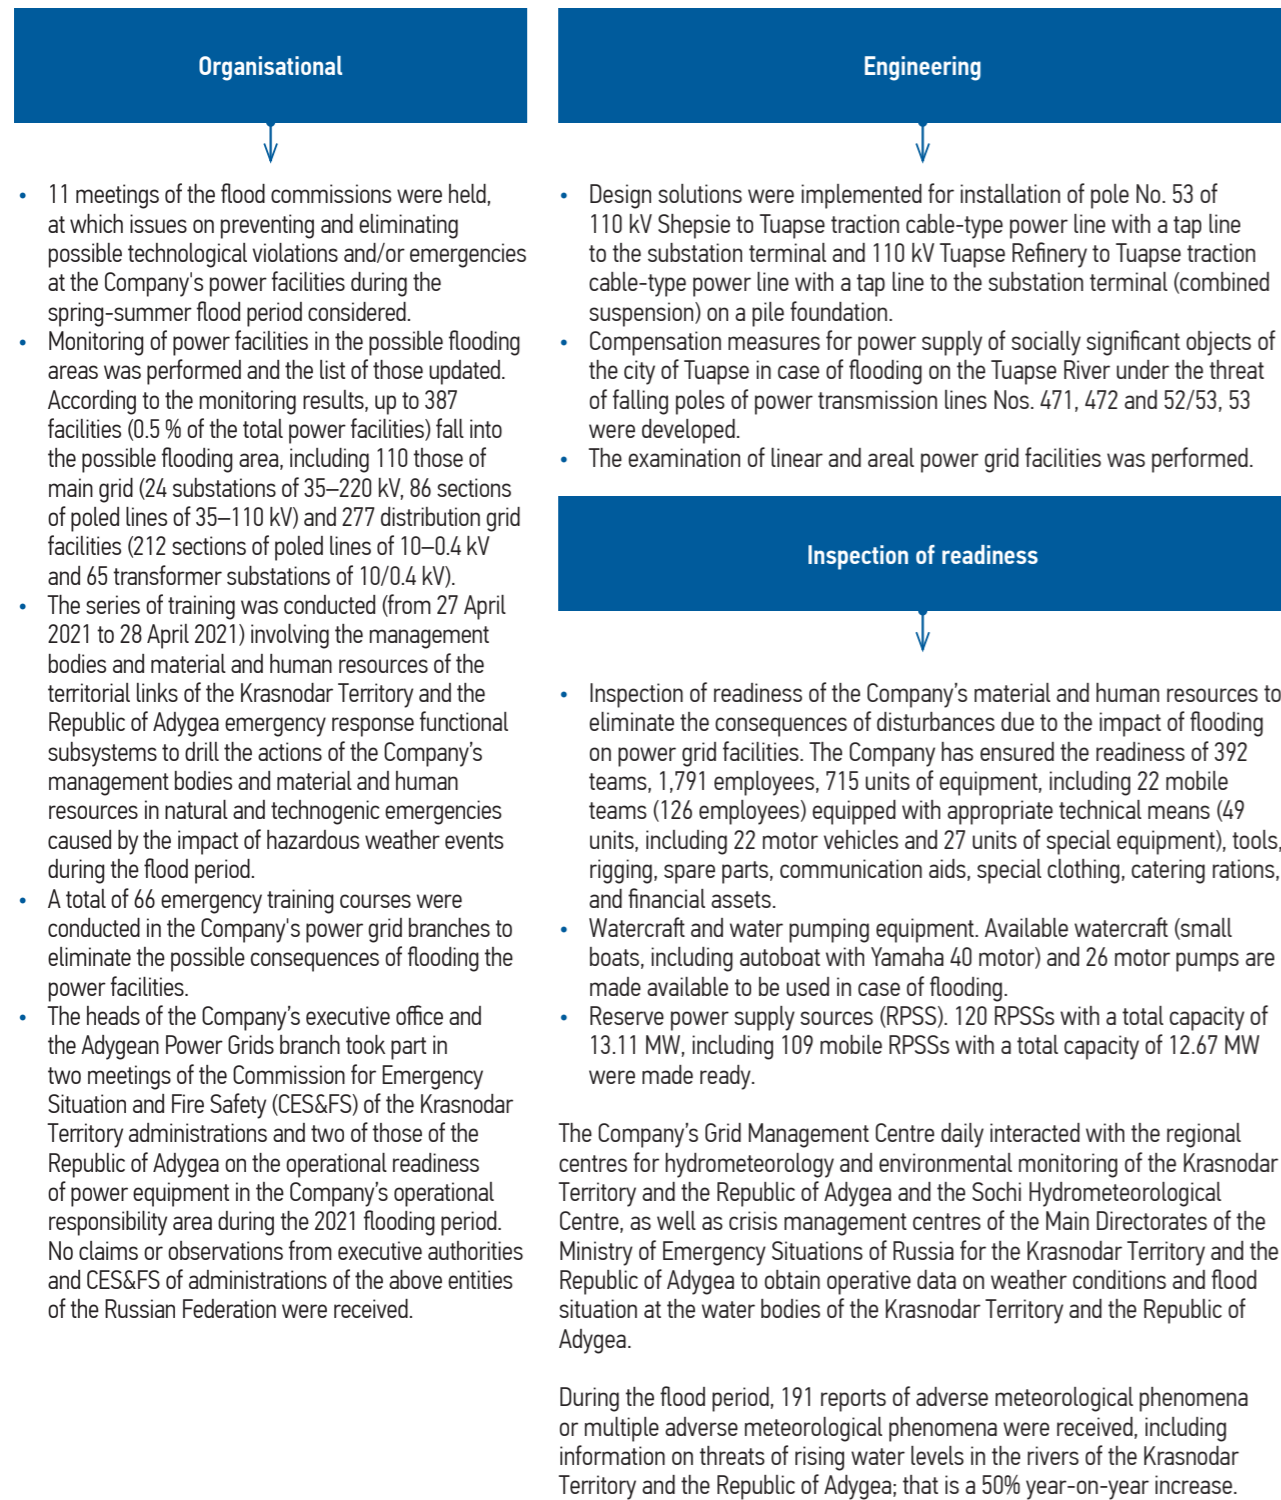 Organisational
• 11 meetings of the flood commissions were held,
at which issues on preventing and eliminating
possible technological violations and/or emergencies
at the Company's power facilities during the
spring-summer flood period considered.
• Monitoring of power facilities in the possible flooding
areas was performed and the list of those updated.
According to the monitoring results, up to 387
facilities (0.5 % of the total power facilities) fall into
the possible flooding area, including 110 those of
main grid (24 substations of 35–220 kV, 86 sections
of poled lines of 35–110 kV) and 277 distribution grid
facilities (212 sections of poled lines of 10–0.4 kV
and 65 transformer substations of 10/0.4 kV).
• The series of training was conducted (from 27 April
2021 to 28 April 2021) involving the management
bodies and material and human resources of the
territorial links of the Krasnodar Territory and the
Republic of Adygea emergency response functional
subsystems to drill the actions of the Company’s
management bodies and material and human
resources in natural and technogenic emergencies
caused by the impact of hazardous weather events
during the flood period.
• A total of 66 emergency training courses were
conducted in the Company's power grid branches to
eliminate the possible consequences of flooding the
power facilities.
• The heads of the Company’s executive office and
the Adygean Power Grids branch took part in
two meetings of the Commission for Emergency
Situation and Fire Safety (CES&FS) of the Krasnodar
Territory administrations and two of those of the
Republic of Adygea on the operational readiness
of power equipment in the Company’s operational
responsibility area during the 2021 flooding period.
No claims or observations from executive authorities
and CES&FS of administrations of the above entities
of the Russian Federation were received.
Engineering
• Design solutions were implemented for installation of pole No. 53 of
110 kV Shepsie to Tuapse traction cable-type power line with a tap line
to the substation terminal and 110 kV Tuapse Refinery to Tuapse traction
cable-type power line with a tap line to the substation terminal (combined
suspension) on a pile foundation.
• Compensation measures for power supply of socially significant objects of
the city of Tuapse in case of flooding on the Tuapse River under the threat
of falling poles of power transmission lines Nos. 471, 472 and 52/53, 53
were developed.
• The examination of linear and areal power grid facilities was performed.
Inspection of readiness
• Inspection of readiness of the Company’s material and human resources to
eliminate the consequences of disturbances due to the impact of flooding
on power grid facilities. The Company has ensured the readiness of 392
teams, 1,791 employees, 715 units of equipment, including 22 mobile
teams (126 employees) equipped with appropriate technical means (49
units, including 22 motor vehicles and 27 units of special equipment), tools,
rigging, spare parts, communication aids, special clothing, catering rations,
and financial assets.
• Watercraft and water pumping equipment. Available watercraft (small
boats, including autoboat with Yamaha 40 motor) and 26 motor pumps are
made available to be used in case of flooding.
• Reserve power supply sources (RPSS). 120 RPSSs with a total capacity of
13.11 MW, including 109 mobile RPSSs with a total capacity of 12.67 MW
were made ready.
The Company’s Grid Management Centre daily interacted with the regional
centres for hydrometeorology and environmental monitoring of the Krasnodar
Territory and the Republic of Adygea and the Sochi Hydrometeorological
Centre, as well as crisis management centres of the Main Directorates of the
Ministry of Emergency Situations of Russia for the Krasnodar Territory and the
Republic of Adygea to obtain operative data on weather conditions and flood
situation at the water bodies of the Krasnodar Territory and the Republic of
Adygea.
During the flood period, 191 reports of adverse meteorological phenomena
or multiple adverse meteorological phenomena were received, including
information on threats of rising water levels in the rivers of the Krasnodar
Territory and the Republic of Adygea; that is a 50% year-on-year increase.